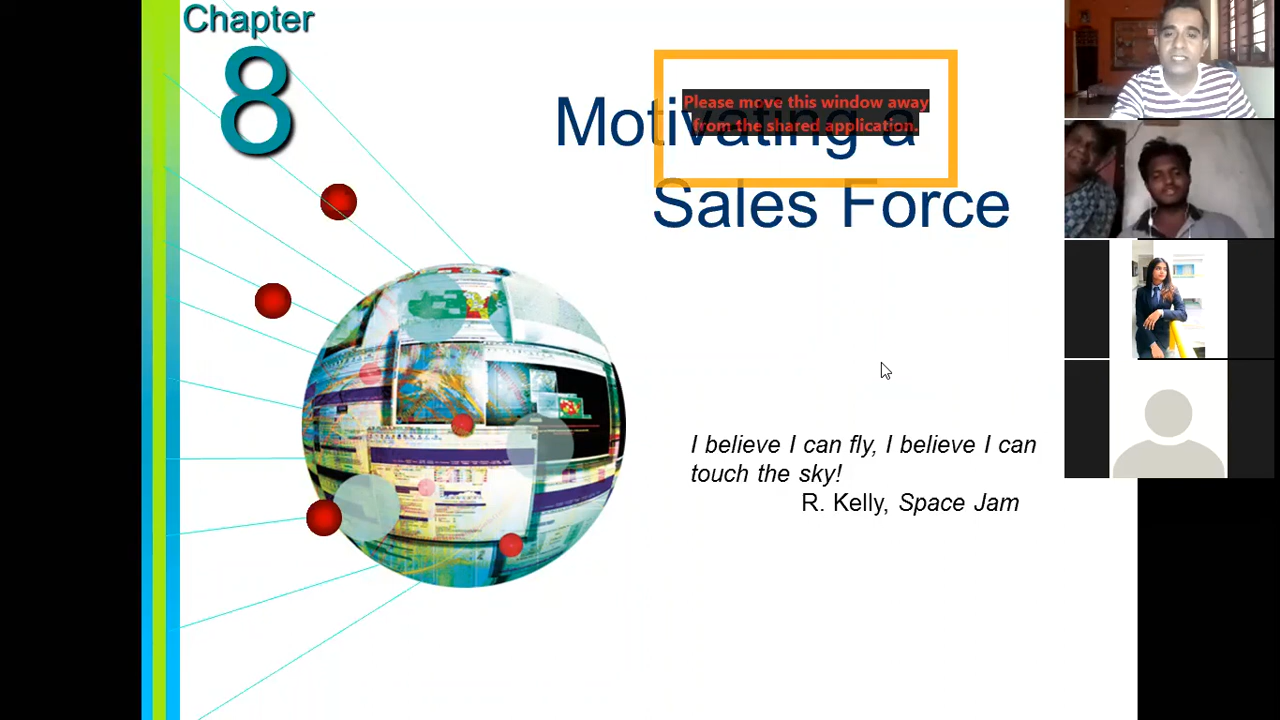 Chapter
8
Please move this window away
from the shared application.
Motivating a
Sales Force
I believe I can fly, I believe I can
touch the sky!
R. Kelly, Space Jam